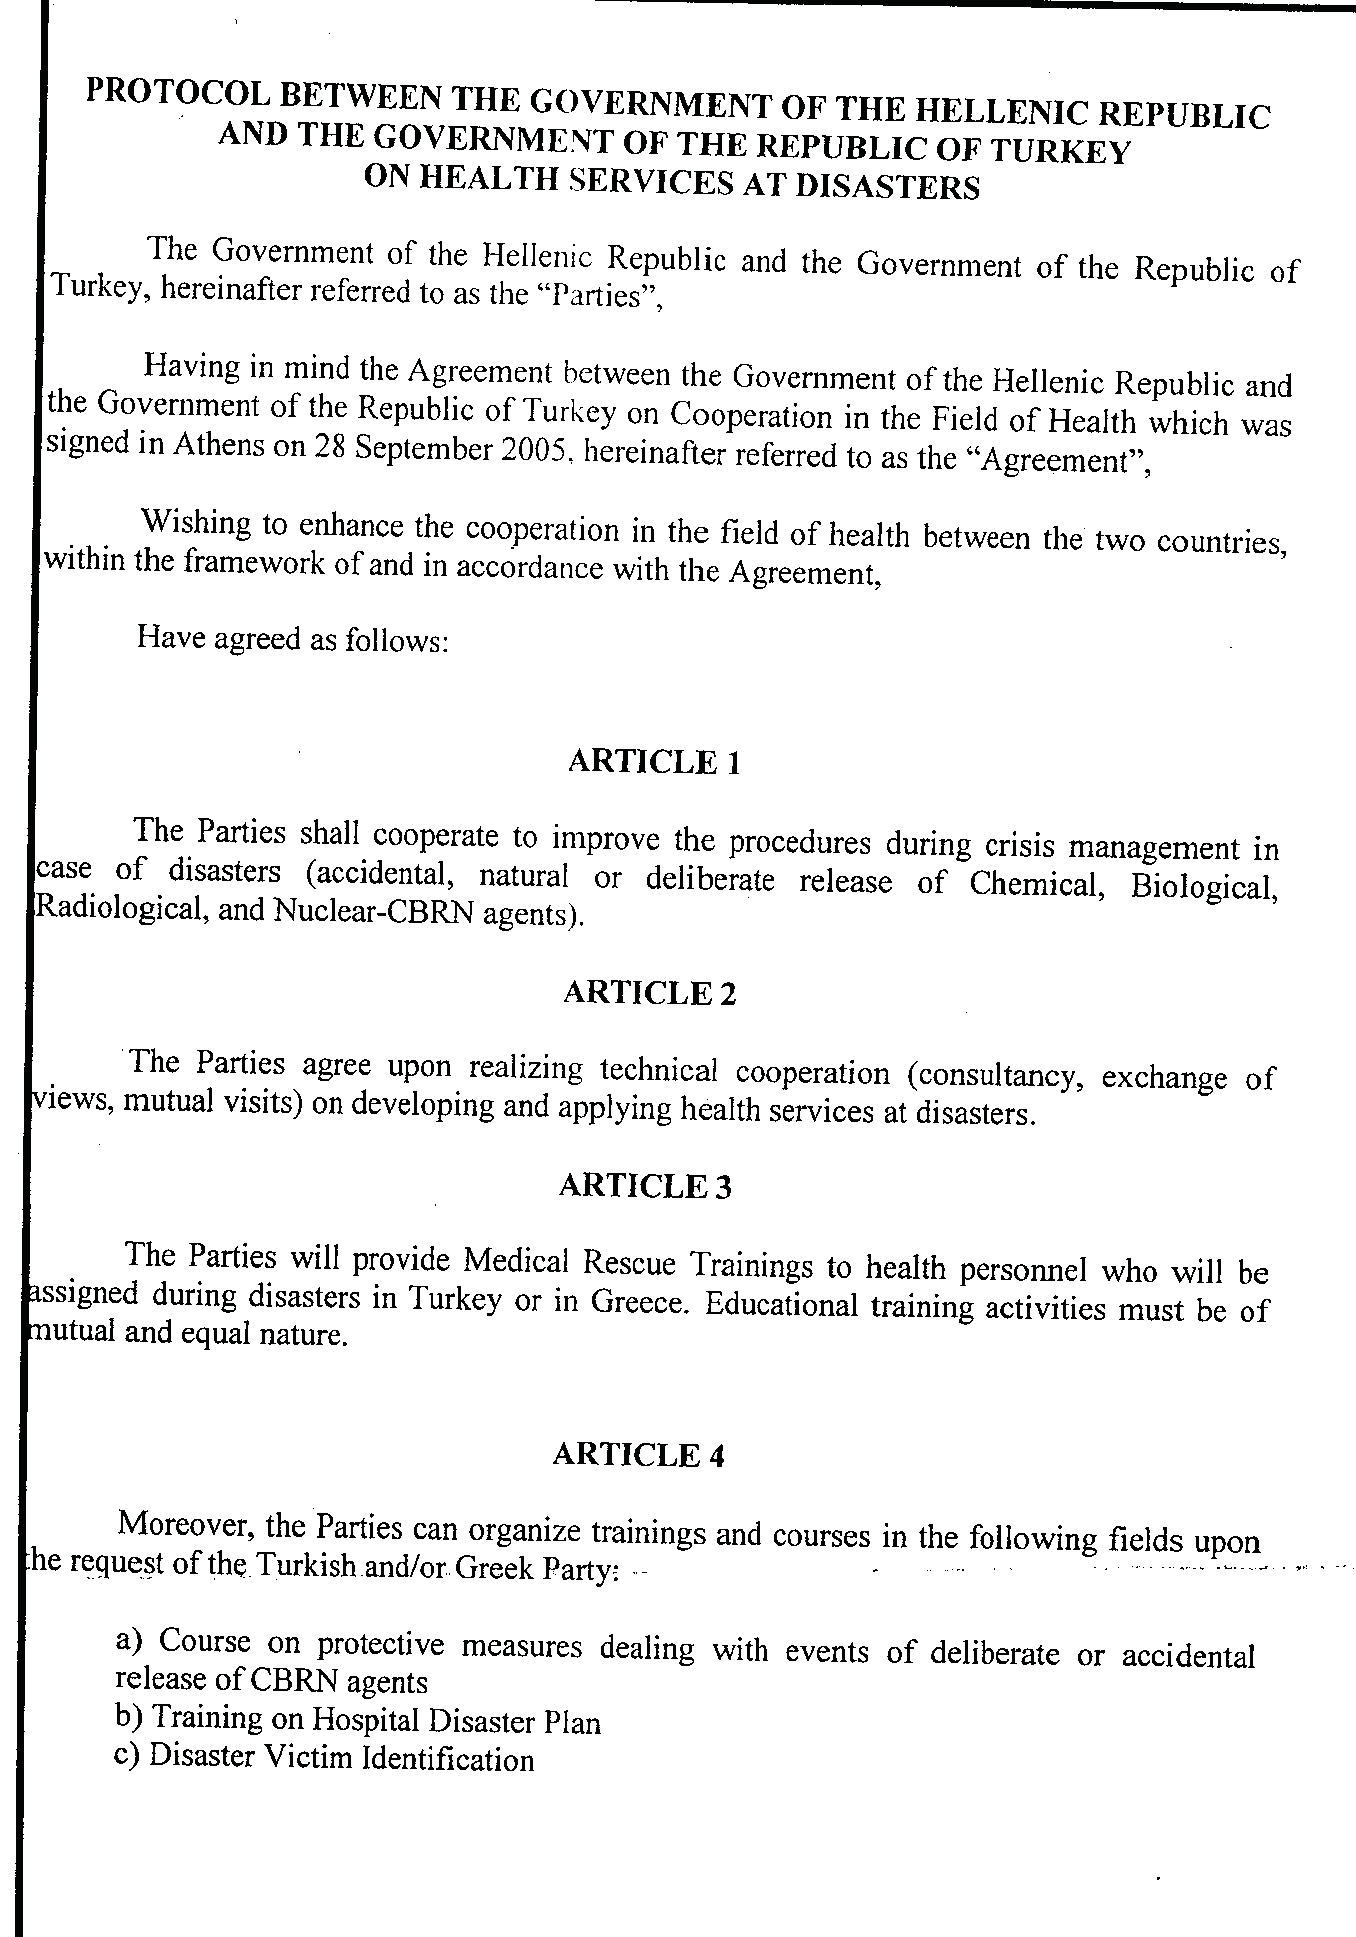 PROTOCOL BETWEEN THE GOVERNMENT OF THE HELLENIC REPUBLIC
AND THE GOVERNMENT OF THE REPUBLIC OF TURKEY
ON HEALTH SERVICES AT DISASTERS
The Government of the Hellenic Republic and the Government of the Republic of
Turkey, hereinafter referred to as the “Parties”,
Having in mind the Agreement between the Government of the Hellenic Republic and
the Government of the Republic of Turkey on Cooperation in the Field of Health which was
signed in Athens on 28 September 2005, hereinafter referred to as the “Agreement”,
Wishing to enhance the cooperation in the field of health between the two countries,
within the framework of and in accordance with the Agreement,
Have agreed as follows:
ARTICLE 1
The Parties shall cooperate to improve the procedures during crisis management in
case of disasters (accidental, natural or deliberate release of Chemical, Biological,
Radiological, and Nuclear-CBRN agents).
ARTICLE 2
The Parties agree upon realizing technical cooperation (consultancy, exchange of
views, mutual visits) on developing and applying health services at disasters.
ARTICLE 3
The Parties will provide Medical Rescue Trainings to health personnel who will be
assigned during disasters in Turkey or in Greece. Educational training activities must be of
mutual and equal nature.
ARTICLE 4
Moreover, the Parties can organize trainings and courses in the following fields upon
the request of the Turkish and/or Greek Party:
a) Course on protective measures dealing with events of deliberate or accidental
release of CBRN agents
b) Training on Hospital Disaster Plan
c) Disaster Victim Identification